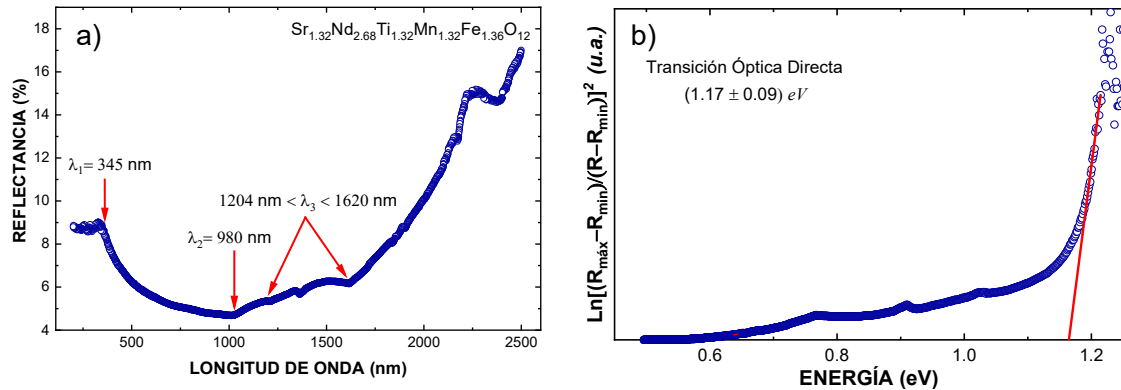 a)
Sr1.32Nd2.68Ti1.32Mn1.32Fe1.36O12
18
16
14
12
10
8
6
4
REFLECTANCIA (%)
λ1= 345 nm
1204 nm < λ3 < 1620 nm
λ2= 980 nm
500
1000
1500
2000
2500
LONGITUD DE ONDA (nm)
b)
Transición Óptica Directa
(1.17 ± 0.09) eV
Ln[(Rmáx–Rmin)/(R–Rmin))]2 (u.a.)
0.6
0.8
1.0
1.2
ENERGÍA (eV)